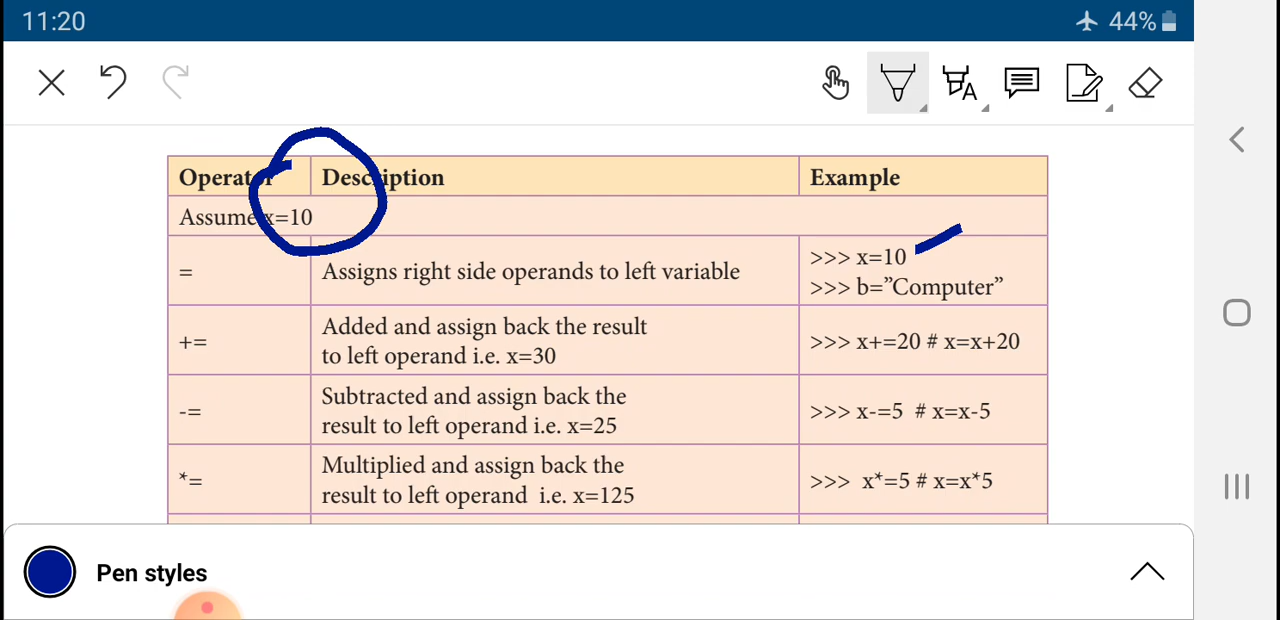 11:20
44%
Operator Description Example
Assume x=10
= Assigns right side operands to left variable >>> x=10
>>> b=”Computer”
+= Added and assign back the result
to left operand i.e. x=30 >>> x+=20 # x=x+20
-= Subtracted and assign back the
result to left operand i.e. x=25 >>> x-=5 # x=x-5
*= Multiplied and assign back the
result to left operand i.e. x=125 >>> x*=5 # x=x*5
Pen styles